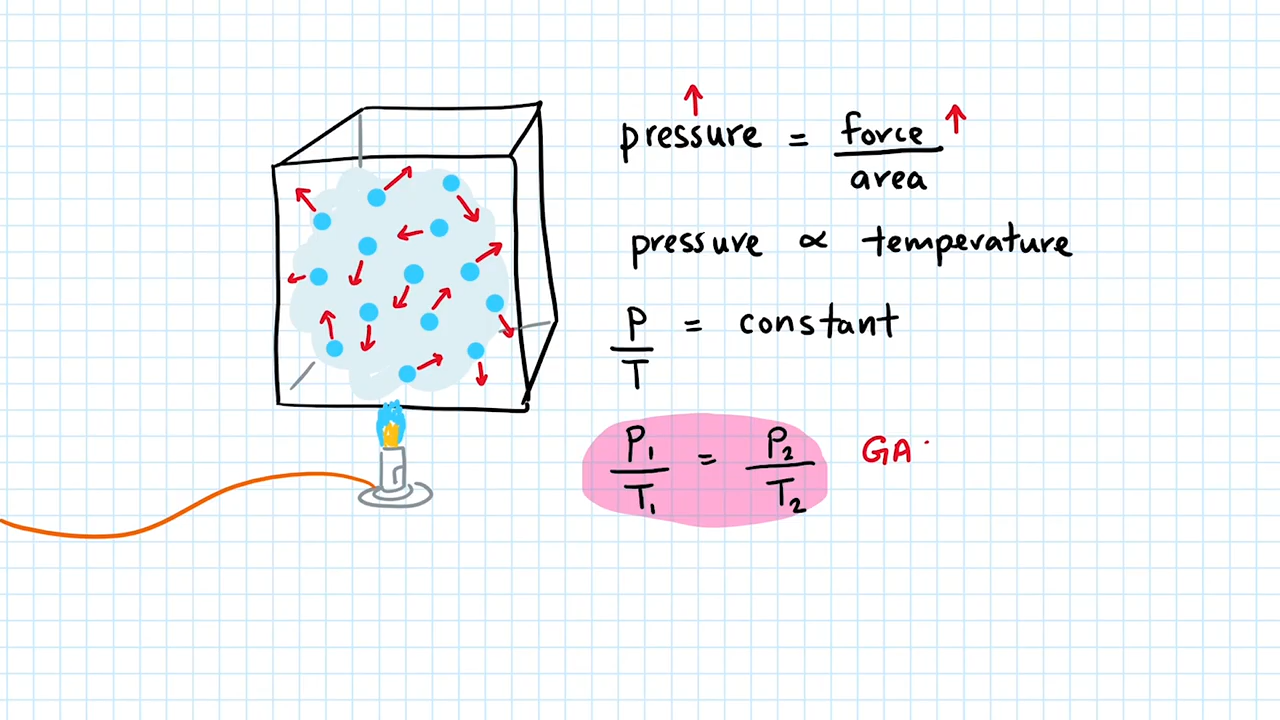 pressure = force / area
pressure ∝ temperature
P / T = constant
P₁ / T₁ = P₂ / T₂ GA